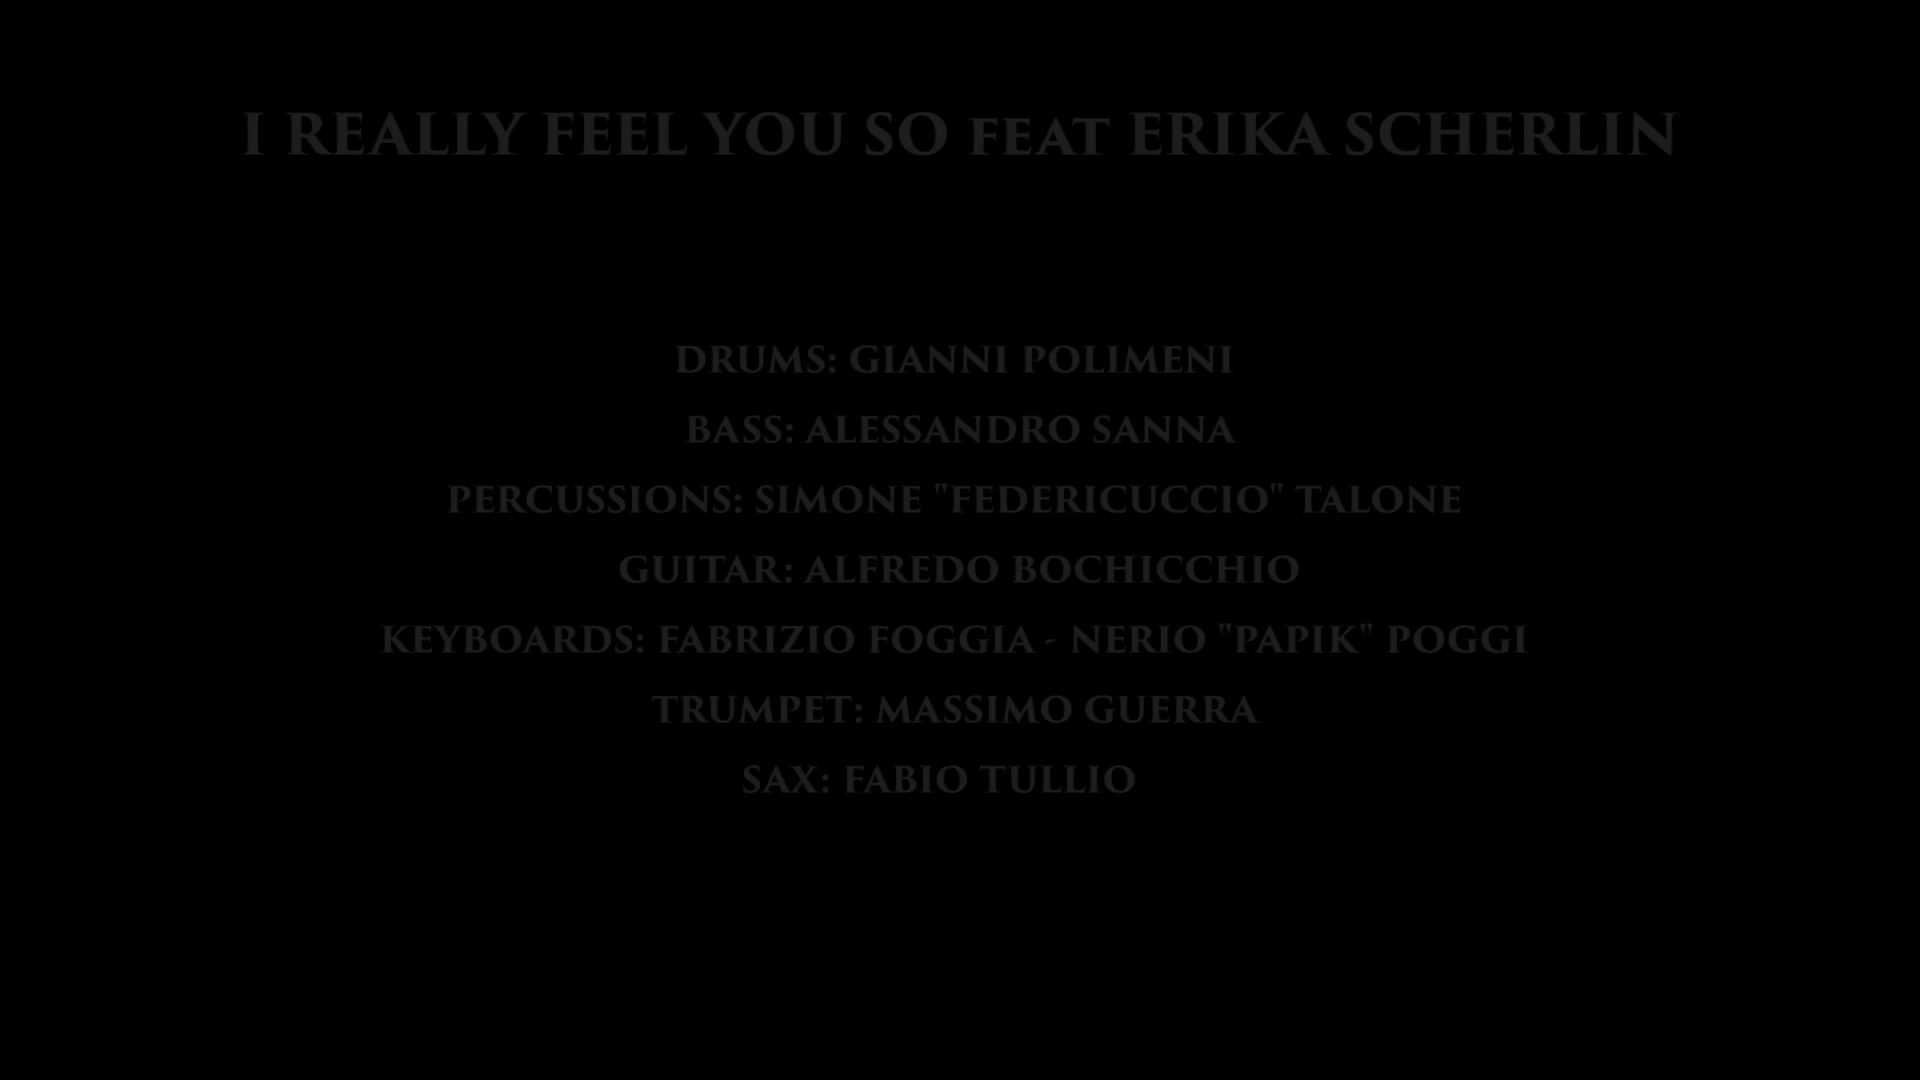 I REALLY FEEL YOU SO FEAT ERIKA SCHERLIN
DRUMS: GIANNI POLIMENI
BASS: ALESSANDRO SANNA
PERCUSSIONS: SIMONE "FEDERICUCCIO" TALONE
GUITAR: ALFREDO BOCHICCHIO
KEYBOARDS: FABRIZIO FOGGIA - NERIO "PAPIK" POGGI
TRUMPET: MASSIMO GUERRA
SAX: FABIO TULLIO